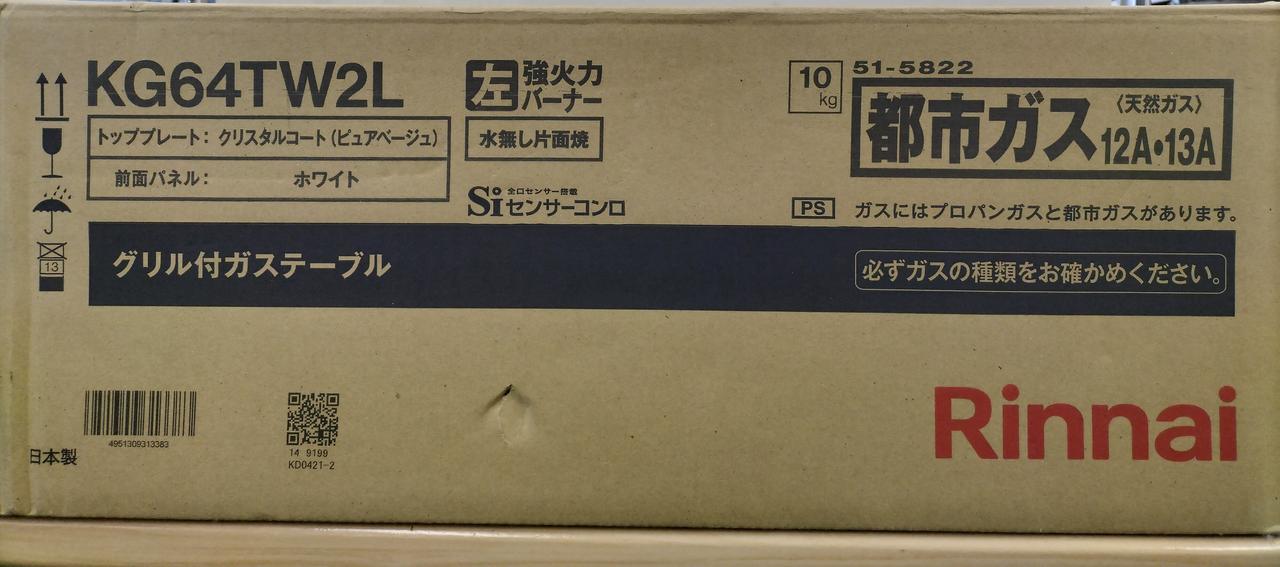 KG64TW2L
トッププレート：クリスタルコート（ピュアベージュ）
前面パネル：ホワイト
左 強火力バーナー
水無し片面焼
全口センサー搭載
Siセンサーコンロ
10kg
51-5822
都市ガス〈天然ガス〉12A・13A
PS
ガスにはプロパンガスと都市ガスがあります。
13
グリル付ガステーブル
必ずガスの種類をお確かめください。
4951309313383
14 9199
KD0421-2
日本製
Rinnai